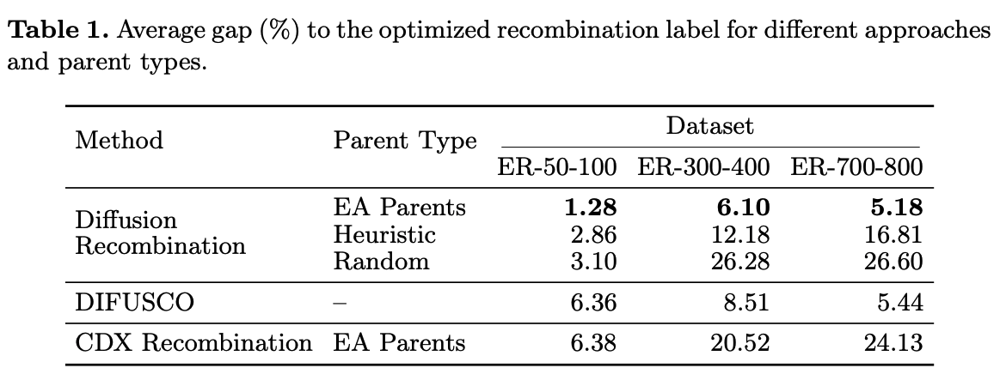 Table 1. Average gap (%) to the optimized recombination label for different approaches
and parent types.
Method Parent Type Dataset
ER-50-100 ER-300-400 ER-700-800
Diffusion Recombination EA Parents 1.28 6.10 5.18
Heuristic 2.86 12.18 16.81
Random 3.10 26.28 26.60
DIFUSCO – 6.36 8.51 5.44
CDX Recombination EA Parents 6.38 20.52 24.13